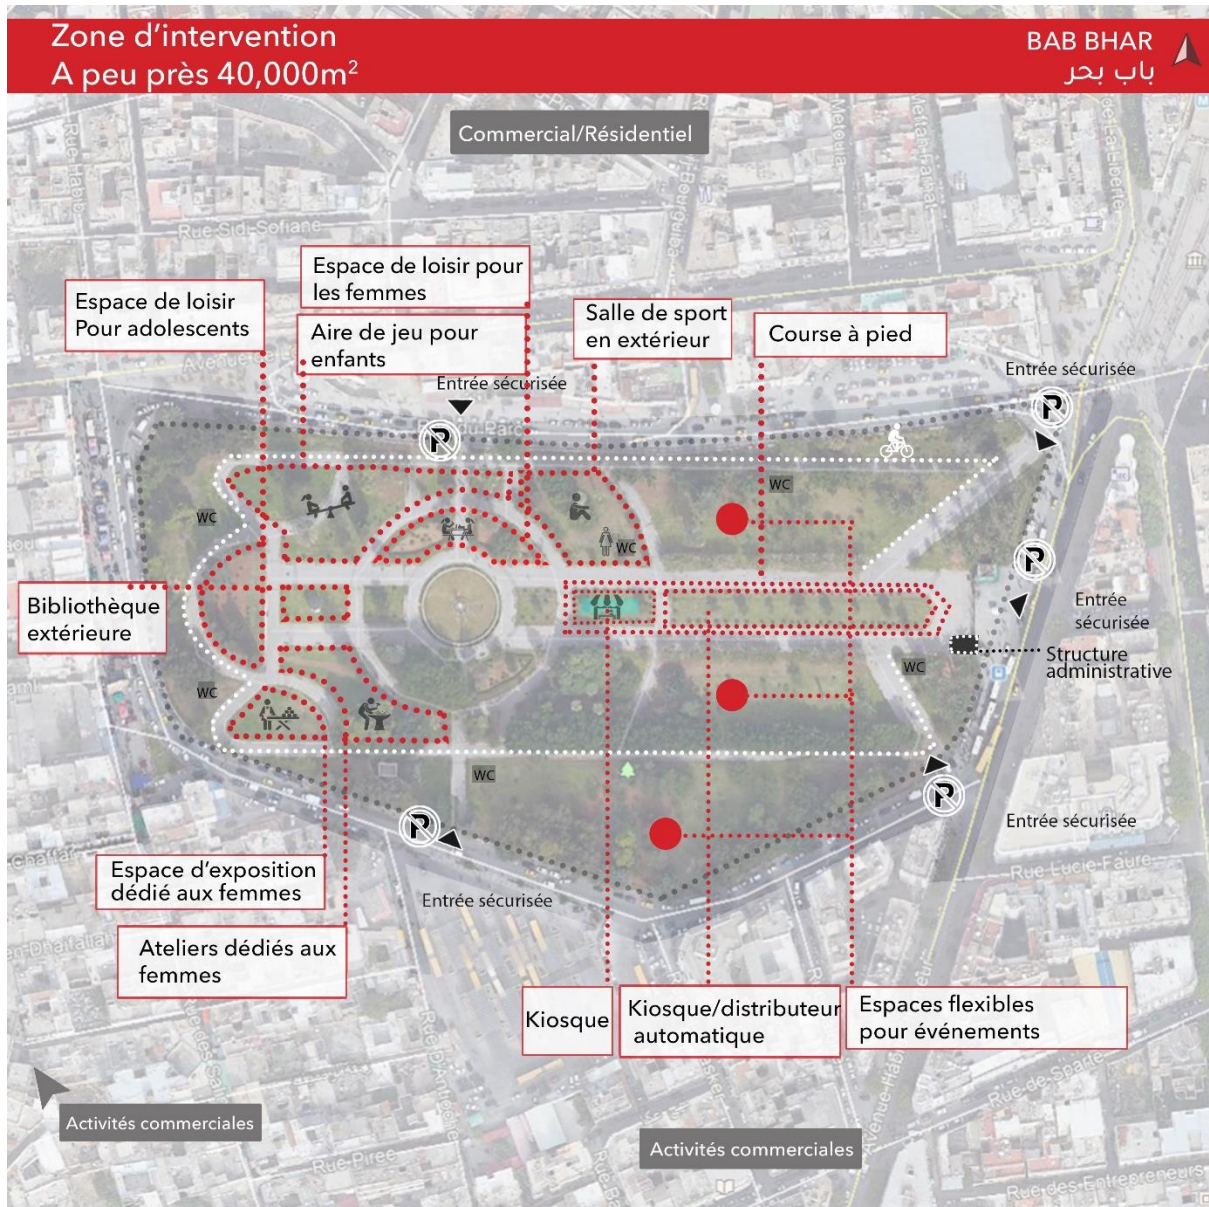 Zone d’intervention
A peu près 40,000m²
BAB BHAR
باب بحر
Commercial/Résidentiel
Rue Sidi Sofiane
Espace de loisir pour
les femmes
Espace de loisir
Pour adolescents
Aire de jeu pour
enfants
Salle de sport
en extérieur
Course à pied
Entrée sécurisée
Entrée sécurisée
P
P
WC
WC
WC
P
Bibliothèque
extérieure
Entrée
sécurisée
Structure
administrative
WC
WC
WC
P
P
Entrée sécurisée
Rue Lucie Faure
Espace d’exposition
dédié aux femmes
Entrée sécurisée
Ateliers dédiés aux
femmes
Kiosque
Kiosque/distributeur
automatique
Espaces flexibles
pour événements
Rue de Sparte
Activités commerciales
Activités commerciales
Rue Piree
Rue des Entrepreneurs